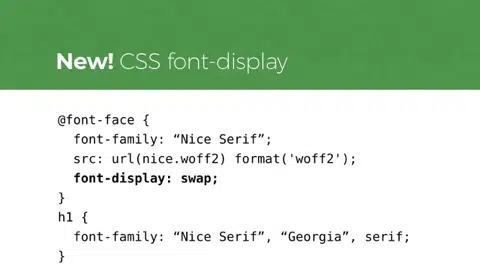 New! CSS font-display
@font-face {
font-family: “Nice Serif”;
src: url(nice.woff2) format('woff2');
font-display: swap;
}
h1 {
font-family: “Nice Serif”, “Georgia”, serif;
}